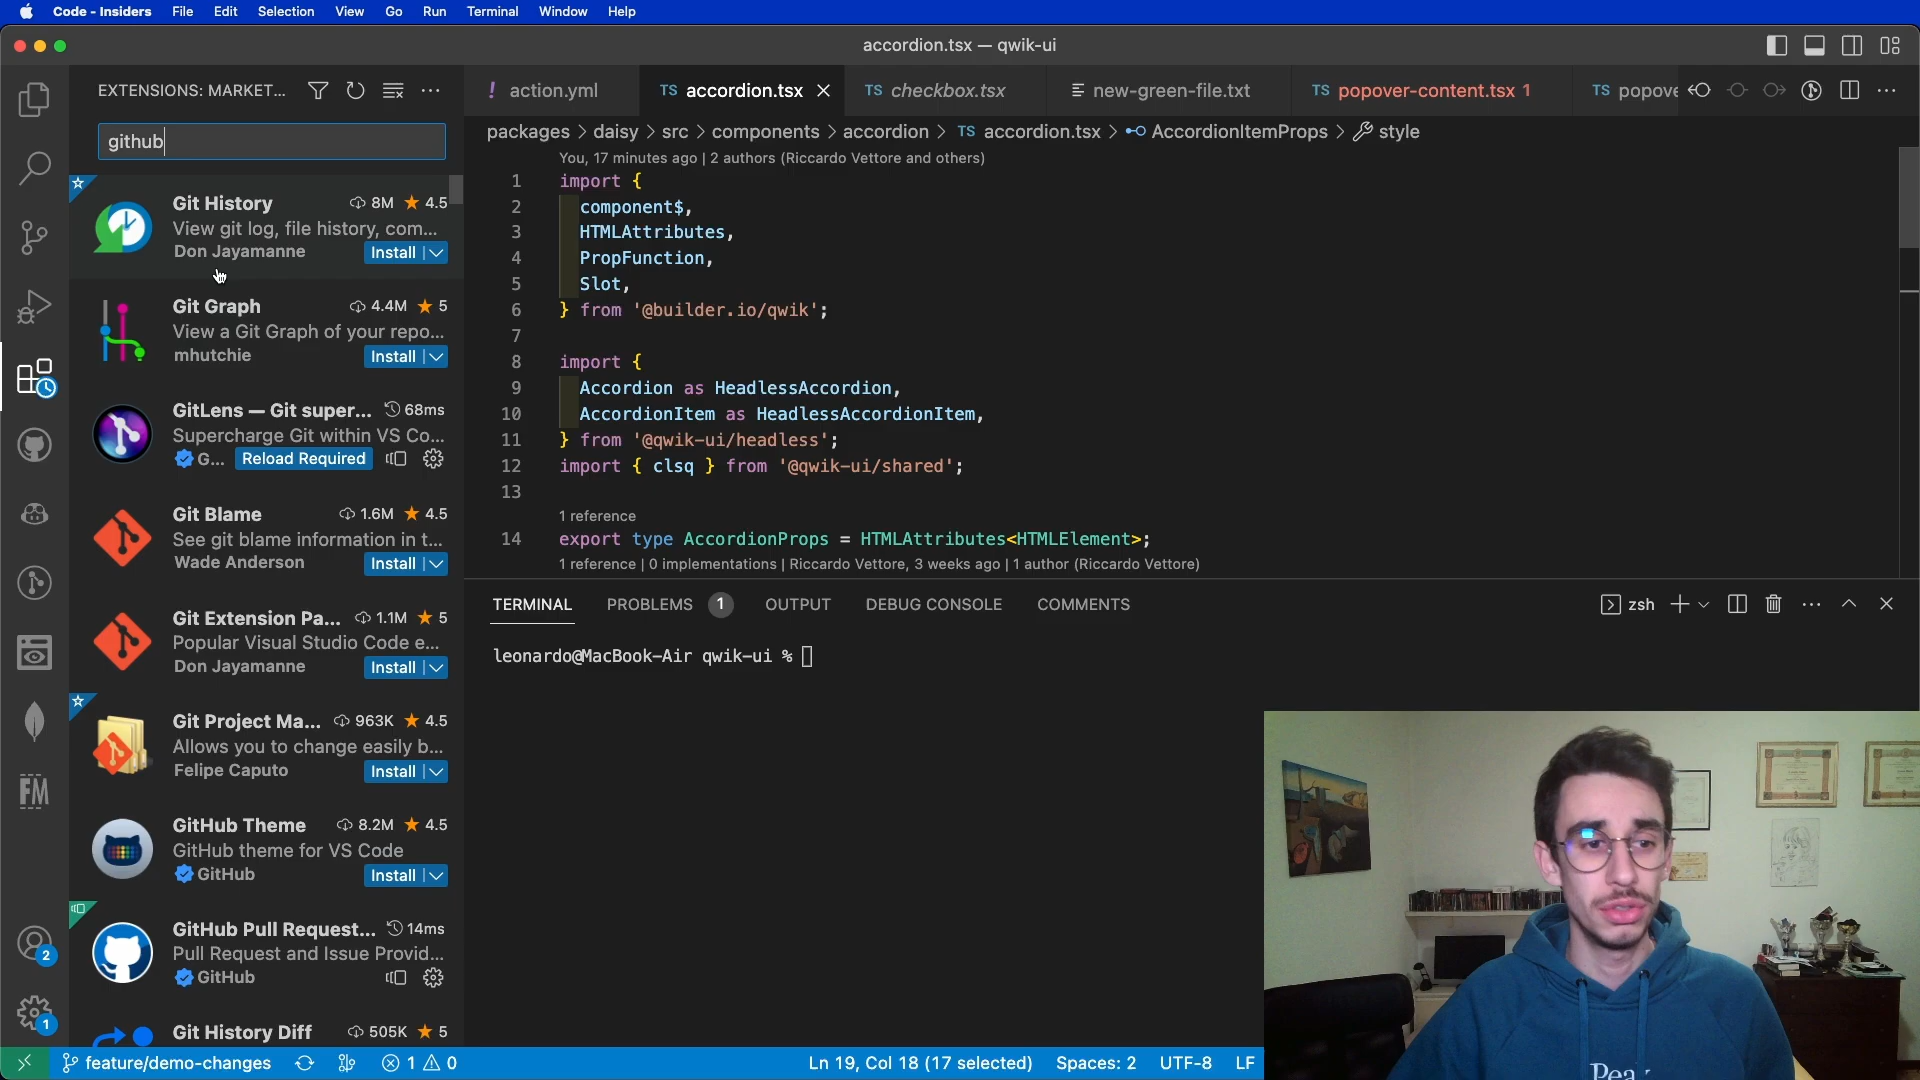 Code - Insiders File Edit Selection View Go Run Terminal Window Help
accordion.tsx — qwik-ui
EXTENSIONS: MARKET...
github
Git History 8M 4.5
View git log, file history, com...
Don Jayamanne Install
Git Graph 4.4M 5
View a Git Graph of your repo...
mhutchie Install
GitLens — Git super... 68ms
Supercharge Git within VS Co...
G... Reload Required
Git Blame 1.6M 4.5
See git blame information in t...
Wade Anderson Install
Git Extension Pa... 1.1M 5
Popular Visual Studio Code e...
Don Jayamanne Install
Git Project Ma... 963K 4.5
Allows you to change easily b...
Felipe Caputo Install
GitHub Theme 8.2M 4.5
GitHub theme for VS Code
GitHub Install
GitHub Pull Request... 14ms
Pull Request and Issue Provid...
GitHub
Git History Diff 505K 5
FM
2
1
! action.yml TS accordion.tsx TS checkbox.tsx new-green-file.txt TS popover-content.tsx 1 TS popove
packages > daisy > src > components > accordion > TS accordion.tsx > AccordionItemProps > style
You, 17 minutes ago | 2 authors (Riccardo Vettore and others)
1 import {
2 component$,
3 HTMLAttributes,
4 PropFunction,
5 Slot,
6 } from '@builder.io/qwik';
7
8 import {
9 Accordion as HeadlessAccordion,
10 AccordionItem as HeadlessAccordionItem,
11 } from '@qwik-ui/headless';
12 import { clsq } from '@qwik-ui/shared';
13
1 reference
14 export type AccordionProps = HTMLAttributes<HTMLElement>;
1 reference | 0 implementations | Riccardo Vettore, 3 weeks ago | 1 author (Riccardo Vettore)
TERMINAL PROBLEMS 1 OUTPUT DEBUG CONSOLE COMMENTS zsh
leonardo@MacBook-Air qwik-ui %
feature/demo-changes 1 0 Ln 19, Col 18 (17 selected) Spaces: 2 UTF-8 LF